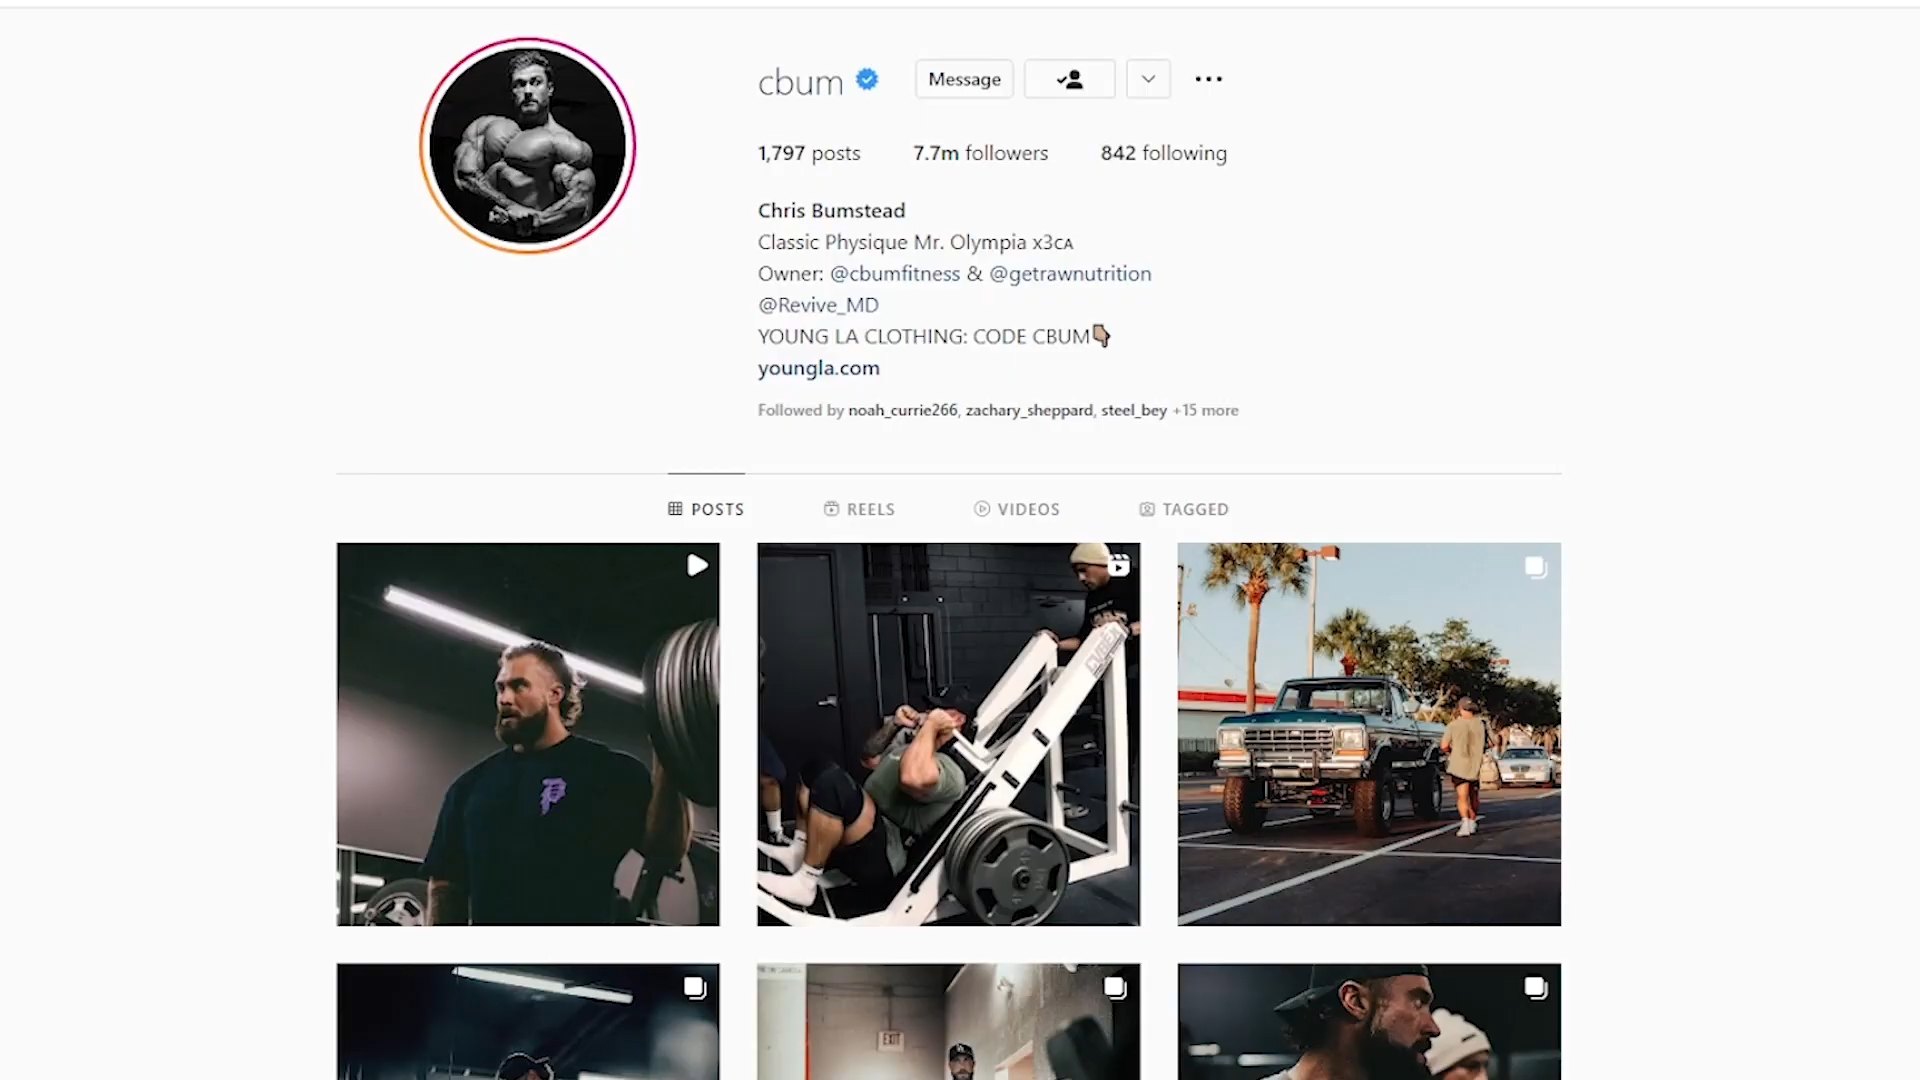 cbum
Message
1,797 posts 7.7m followers 842 following
Chris Bumstead
Classic Physique Mr. Olympia x3ᴄᴀ
Owner: @cbumfitness & @getrawnutrition
@Revive_MD
YOUNG LA CLOTHING: CODE CBUM👇🏽
youngla.com
Followed by noah_currie266, zachary_sheppard, steel_bey +15 more
POSTS REELS VIDEOS TAGGED
CYBEX
EXIT